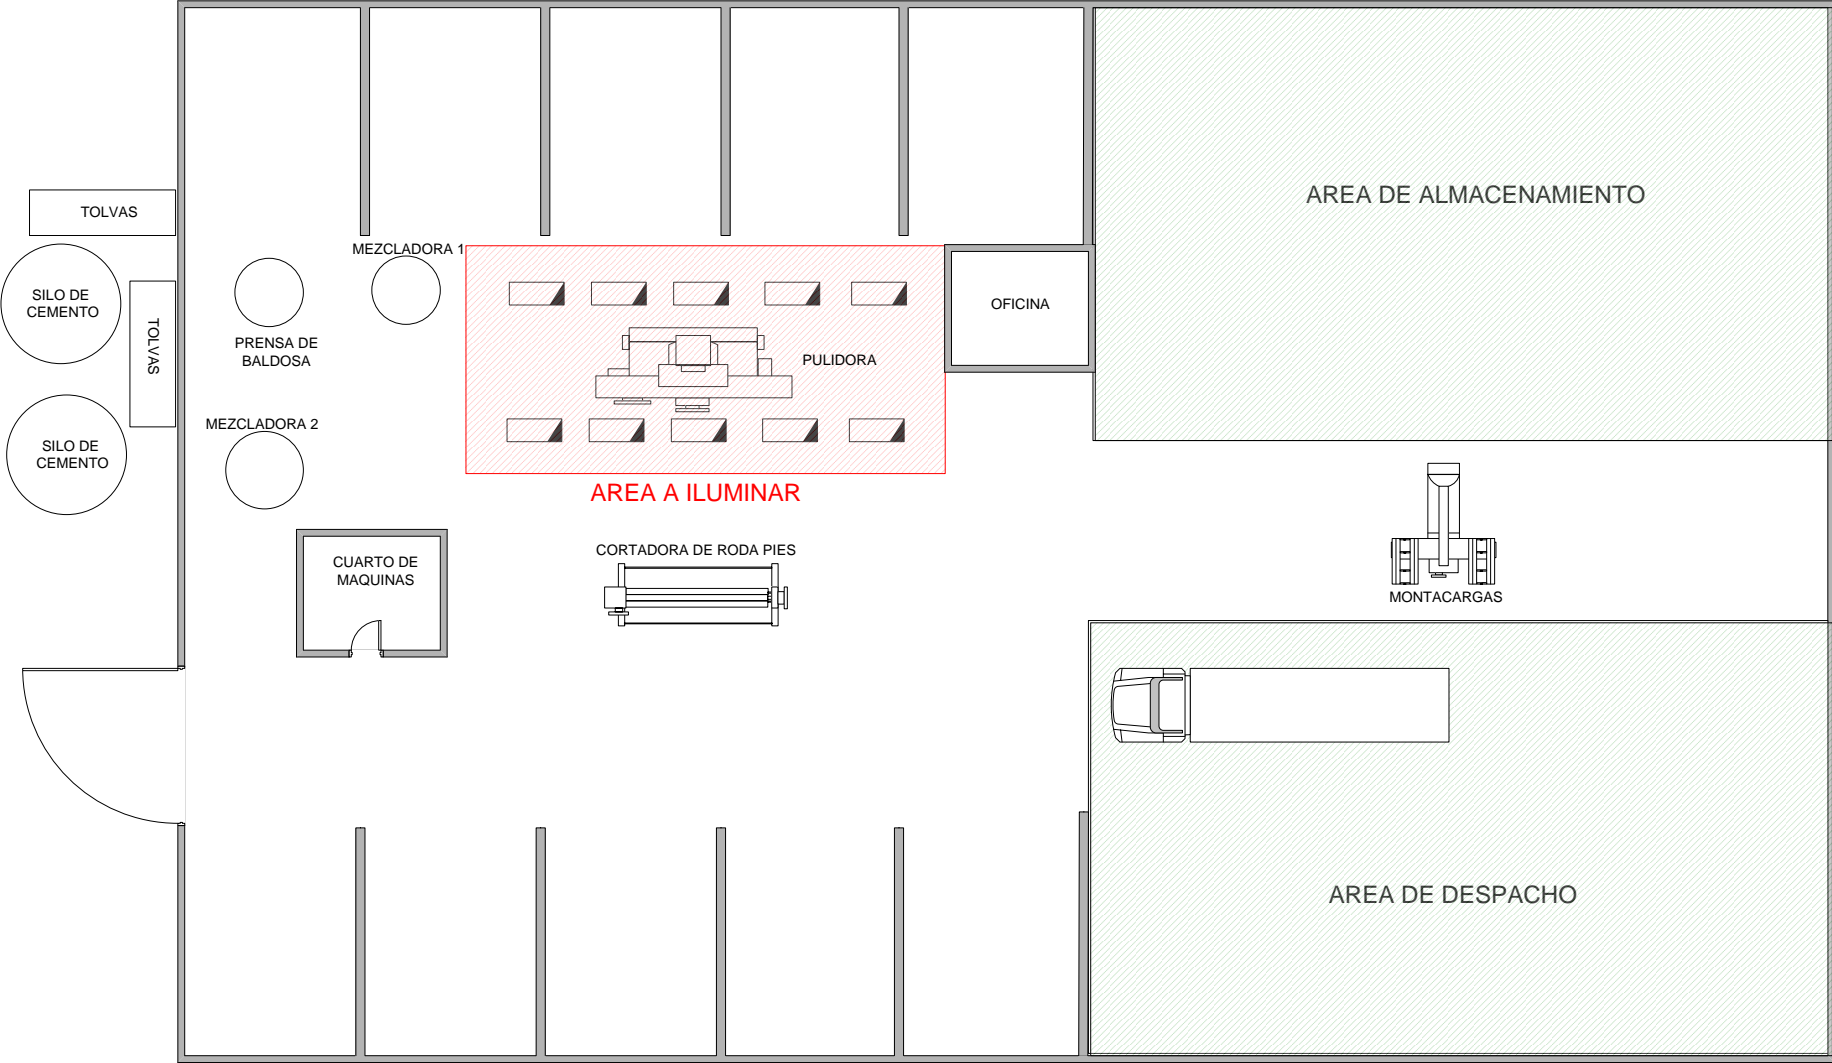 AREA DE ALMACENAMIENTO
TOLVAS
MEZCLADORA 1
SILO DE
CEMENTO
TOLVAS
OFICINA
PRENSA DE
BALDOSA
PULIDORA
MEZCLADORA 2
SILO DE
CEMENTO
AREA A ILUMINAR
CORTADORA DE RODA PIES
CUARTO DE
MAQUINAS
MONTACARGAS
AREA DE DESPACHO